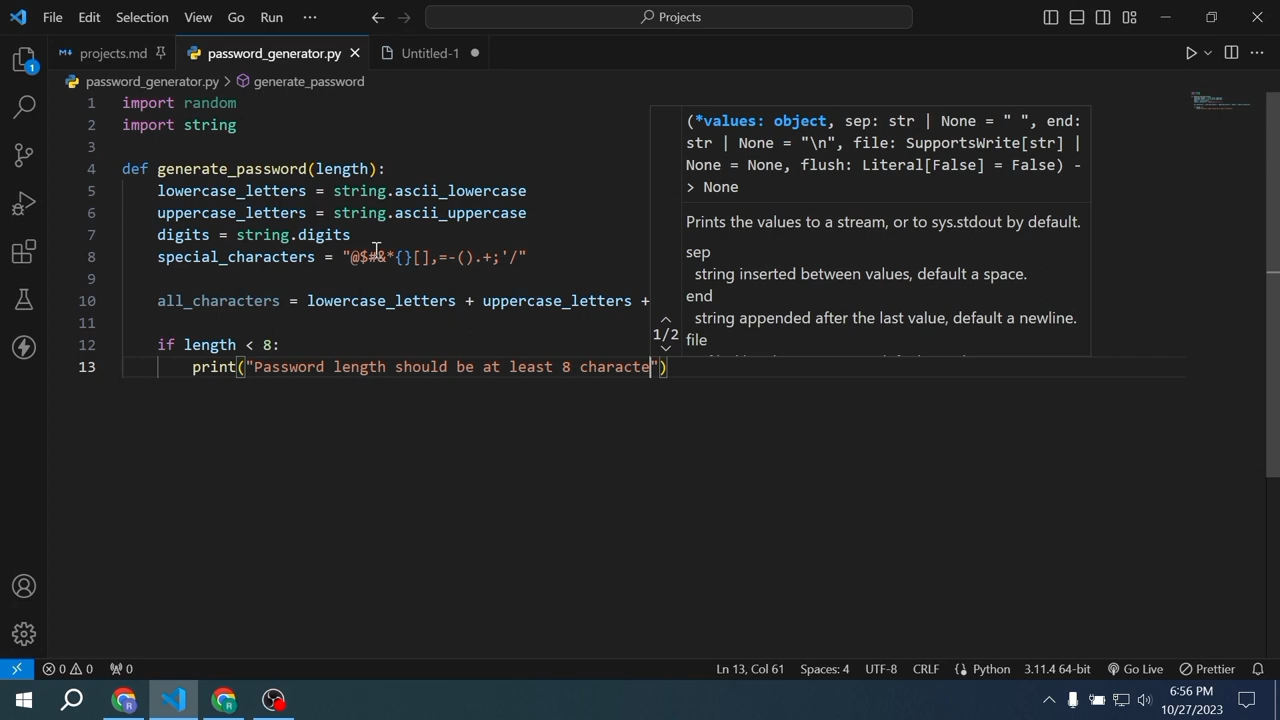 File Edit Selection View Go Run ··· Projects
projects.md password_generator.py Untitled-1
password_generator.py > generate_password
1 import random
2 import string
3
4 def generate_password(length):
5 lowercase_letters = string.ascii_lowercase
6 uppercase_letters = string.ascii_uppercase
7 digits = string.digits
8 special_characters = "@$#&*{}[],=-().+;'/"
9
10 all_characters = lowercase_letters + uppercase_letters +
11
12 if length < 8:
13 print("Password length should be at least 8 characte")
(*values: object, sep: str | None = " ", end:
str | None = "\n", file: SupportsWrite[str] |
None = None, flush: Literal[False] = False) -
> None
Prints the values to a stream, or to sys.stdout by default.
sep
string inserted between values, default a space.
end
string appended after the last value, default a newline.
file
1/2
1
0 0 0 Ln 13, Col 61 Spaces: 4 UTF-8 CRLF Python 3.11.4 64-bit Go Live Prettier
6:56 PM
10/27/2023